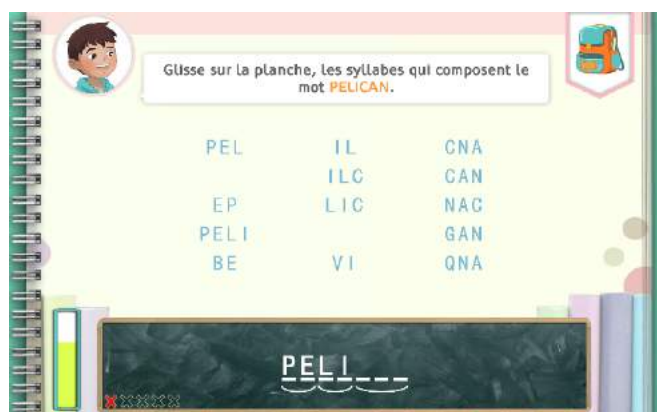 Glisse sur la planche, les syllabes qui composent le
mot PELICAN.
PEL IL CNA
ILC CAN
EP LIC NAC
PELI GAN
BE VI QNA
PELI___